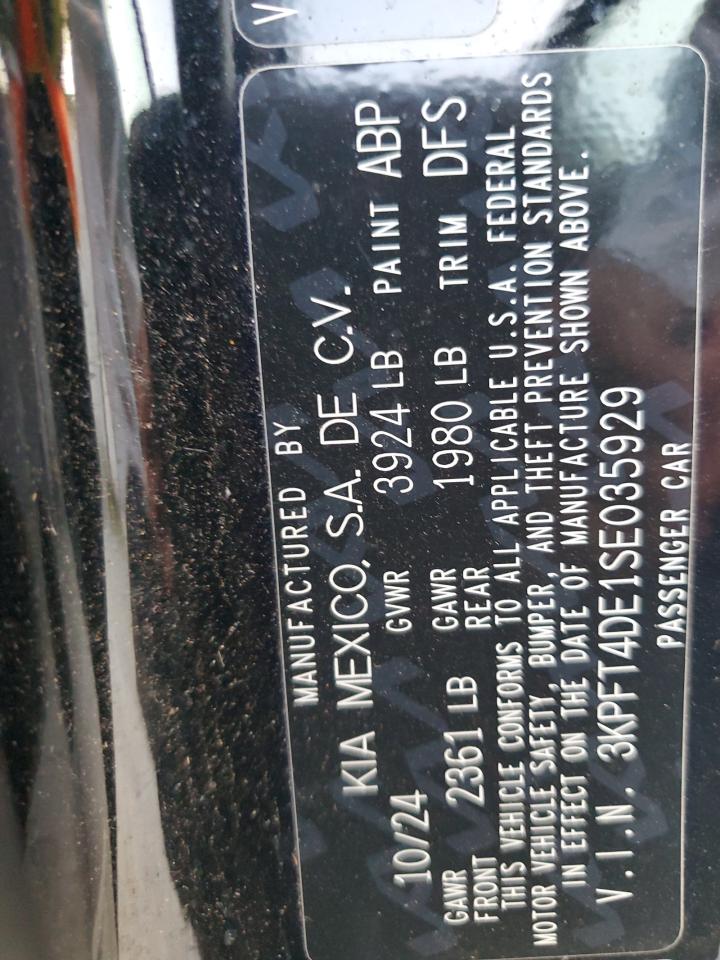 V
MANUFACTURED BY
KIA MEXICO, S.A. DE C.V.
10/24 GVWR 3924 LB PAINT ABP
GAWR FRONT 2361 LB GAWR REAR 1980 LB TRIM DFS
THIS VEHICLE CONFORMS TO ALL APPLICABLE U.S.A. FEDERAL
MOTOR VEHICLE SAFETY, BUMPER, AND THEFT PREVENTION STANDARDS
IN EFFECT ON THE DATE OF MANUFACTURE SHOWN ABOVE.
V.I.N. 3KPFT4DE1SE035929
PASSENGER CAR